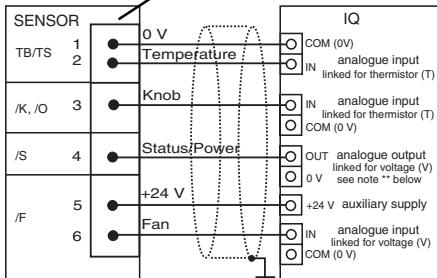 SENSOR
IQ
0 V
1
COM (0V)
TB/TS
Temperature
2
IN analogue input
linked for thermistor (T)
Knob
/K, /O
3
IN analogue input
linked for thermistor (T)
COM (0 V)
Status/Power
/S
4
OUT analogue output
linked for voltage (V)
0 V see note ** below
+24 V
5
+24 V auxiliary supply
/F
Fan
6
IN analogue input
linked for voltage (V)
COM (0 V)